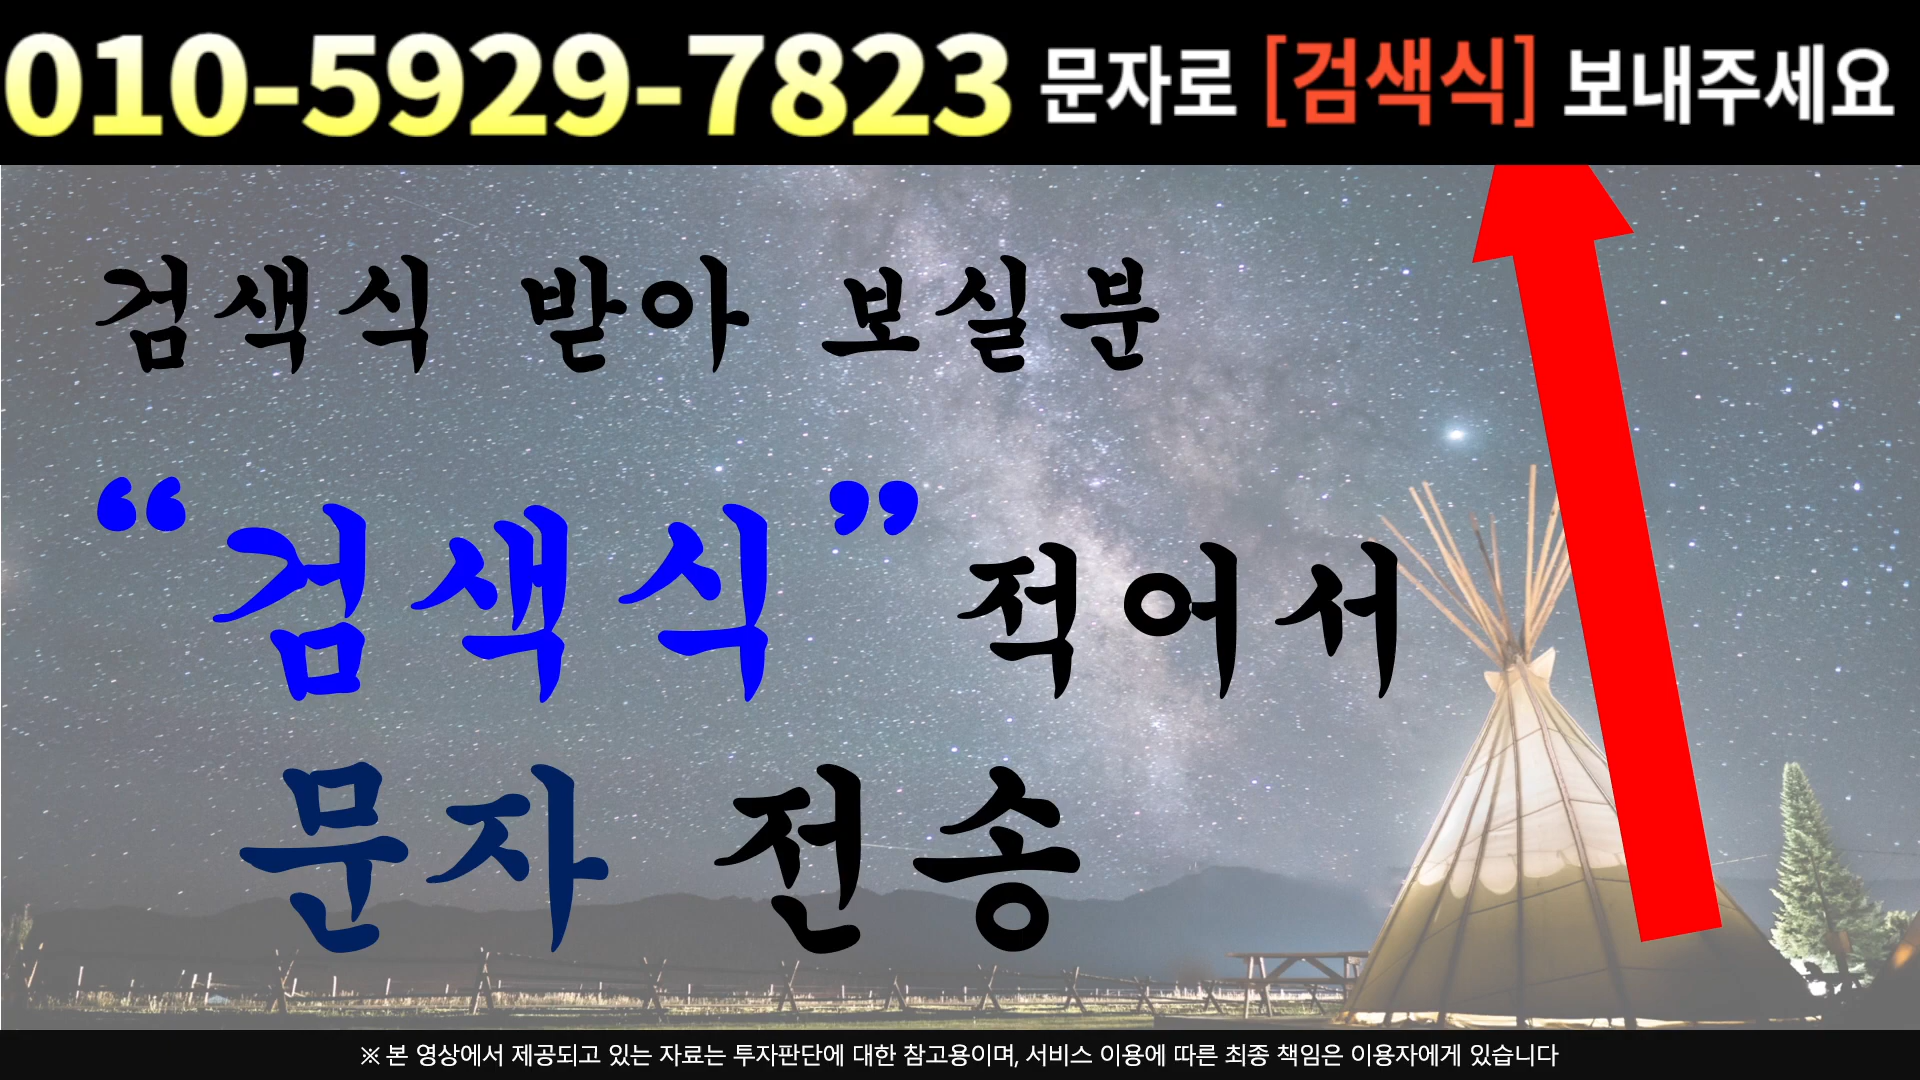 010-5929-7823 문자로 [검색식] 보내주세요
검색식 받아 보실분
“검색식” 적어서
문자 전송
※ 본 영상에서 제공되고 있는 자료는 투자판단에 대한 참고용이며, 서비스 이용에 따른 최종 책임은 이용자에게 있습니다